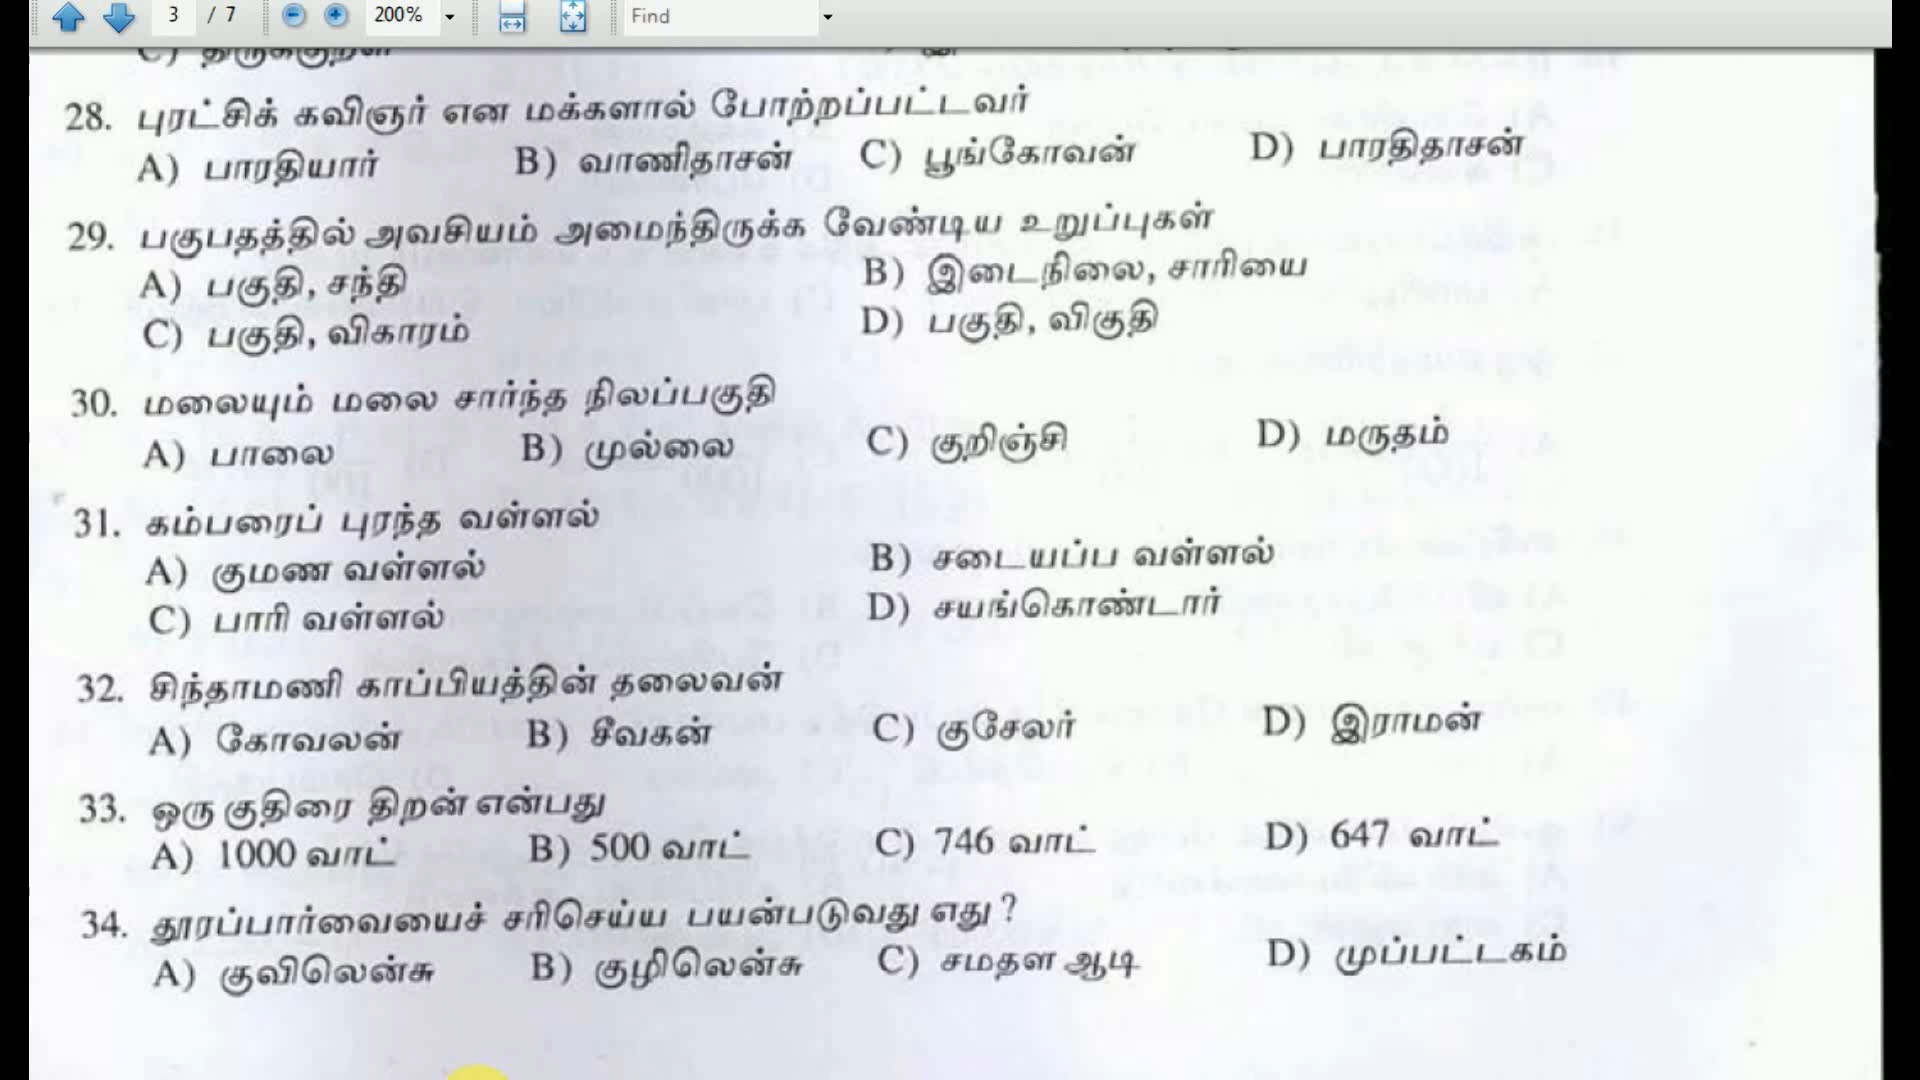 3 / 7 200% Find
28. புரட்சிக் கவிஞர் என மக்களால் போற்றப்பட்டவர்
A) பாரதியார் B) வாணிதாசன் C) பூங்கோவன் D) பாரதிதாசன்
29. பகுபதத்தில் அவசியம் அமைந்திருக்க வேண்டிய உறுப்புகள்
A) பகுதி, சந்தி B) இடைநிலை, சாரியை
C) பகுதி, விகாரம் D) பகுதி, விகுதி
30. மலையும் மலை சார்ந்த நிலப்பகுதி
A) பாலை B) முல்லை C) குறிஞ்சி D) மருதம்
31. கம்பரைப் புரந்த வள்ளல்
A) குமண வள்ளல் B) சடையப்ப வள்ளல்
C) பாரி வள்ளல் D) சயங்கொண்டார்
32. சிந்தாமணி காப்பியத்தின் தலைவன்
A) கோவலன் B) சீவகன் C) குசேலர் D) இராமன்
33. ஒரு குதிரை திறன் என்பது
A) 1000 வாட் B) 500 வாட் C) 746 வாட் D) 647 வாட்
34. தூரப்பார்வையைச் சரிசெய்ய பயன்படுவது எது ?
A) குவிலென்சு B) குழிலென்சு C) சமதள ஆடி D) முப்பட்டகம்